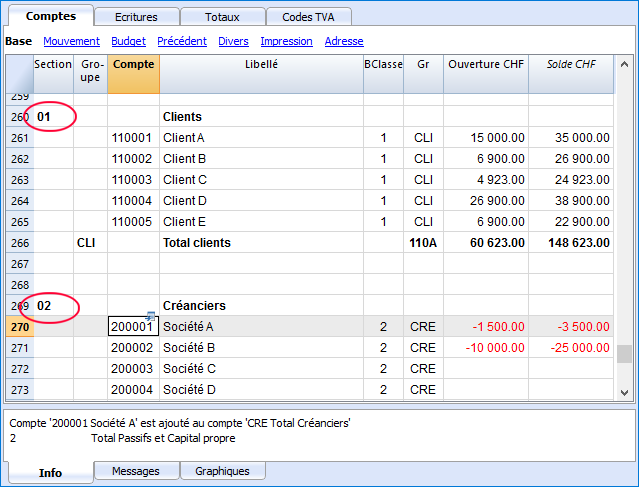 Comptes Ecritures Totaux Codes TVA
Base Mouvement Budget Précédent Divers Impression Adresse
Section Gro-upe Compte Libellé BClasse Gr Ouverture CHF Solde CHF
259
260 01 Clients
261 110001 Client A 1 CLI 15 000.00 35 000.00
262 110002 Client B 1 CLI 6 900.00 26 900.00
263 110003 Client C 1 CLI 4 923.00 24 923.00
264 110004 Client D 1 CLI 26 900.00 38 900.00
265 110005 Client E 1 CLI 6 900.00 22 900.00
266 CLI Total clients 110A 60 623.00 148 623.00
267
268
269 02 Créanciers
270 200001 Société A 2 CRE -1 500.00 -3 500.00
271 200002 Société B 2 CRE -10 000.00 -25 000.00
272 200003 Société C 2 CRE
273 200004 Société D 2 CRE
Compte '200001 Société A' est ajouté au compte 'CRE Total Créanciers'
2 Total Passifs et Capital propre
Info Messages Graphiques